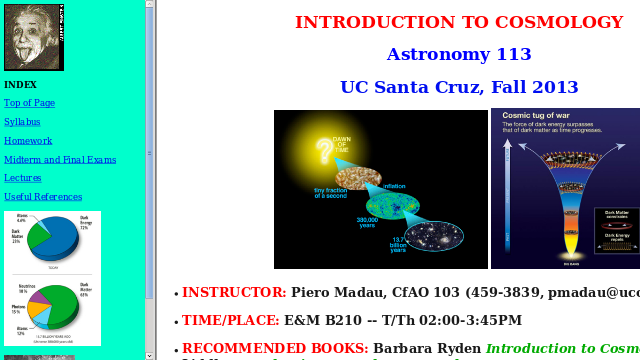 INDEX
Top of Page
Syllabus
Homework
Midterm and Final Exams
Lectures
Useful References
Atoms
4.6%
Dark
Energy
72%
Dark
Matter
23%
TODAY
Neutrinos
10%
Dark
Matter
63%
Photons
15%
Atoms
12%
INTRODUCTION TO COSMOLOGY
Astronomy 113
UC Santa Cruz, Fall 2013
DAWN
OF
TIME
tiny fraction
of a second
inflation
380,000
years
13.7
billion
years
Cosmic tug of war
The force of dark energy surpasses
that of dark matter as time progresses.
Dark Matter
Dark Energy
repels
BIG BANG
• INSTRUCTOR: Piero Madau, CfAO 103 (459-3839, pmadau@uco
• TIME/PLACE: E&M B210 -- T/Th 02:00-3:45PM
• RECOMMENDED BOOKS: Barbara Ryden Introduction to Cosmo